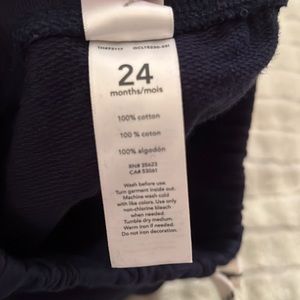 24
months/mois
100% cotton
100 % coton
100% algodón
RN# 35623
CA# 53061
Wash before use.
Turn garment inside out.
Machine wash cold
with like colors. Use only
non-chlorine bleach
when needed.
Tumble dry medium.
Warm iron if needed.
Do not iron decoration.